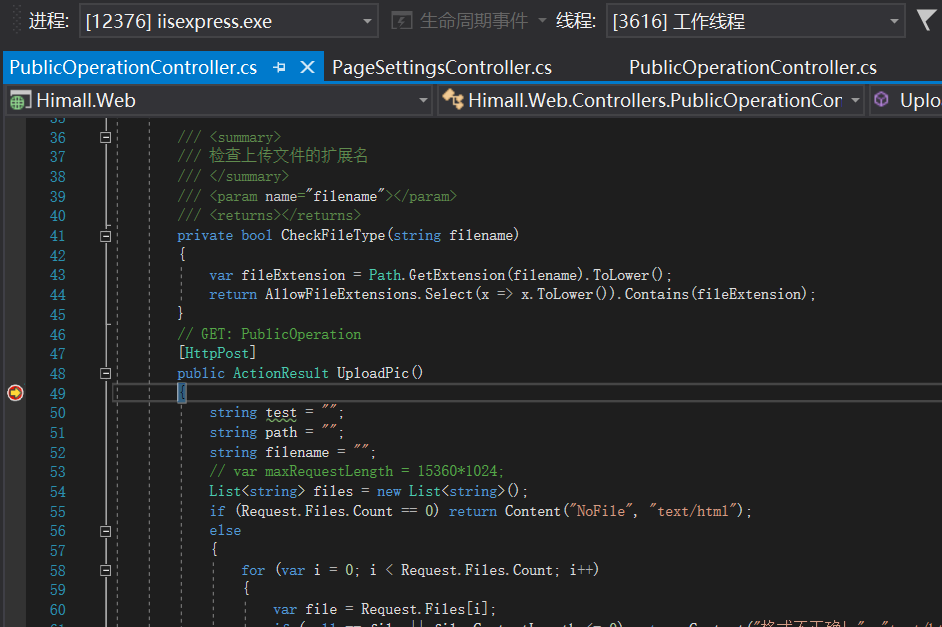 进程: [12376] iisexpress.exe 生命周期事件 线程: [3616] 工作线程
PublicOperationController.cs PageSettingsController.cs PublicOperationController.cs
Himall.Web Himall.Web.Controllers.PublicOperationCor Uplo
35
36 /// <summary>
37 /// 检查上传文件的扩展名
38 /// </summary>
39 /// <param name="filename"></param>
40 /// <returns></returns>
41 private bool CheckFileType(string filename)
42 {
43 var fileExtension = Path.GetExtension(filename).ToLower();
44 return AllowFileExtensions.Select(x => x.ToLower()).Contains(fileExtension);
45 }
46 // GET: PublicOperation
47 [HttpPost]
48 public ActionResult UploadPic()
49 {
50 string test = "";
51 string path = "";
52 string filename = "";
53 // var maxRequestLength = 15360*1024;
54 List<string> files = new List<string>();
55 if (Request.Files.Count == 0) return Content("NoFile", "text/html");
56 else
57 {
58 for (var i = 0; i < Request.Files.Count; i++)
59 {
60 var file = Request.Files[i];